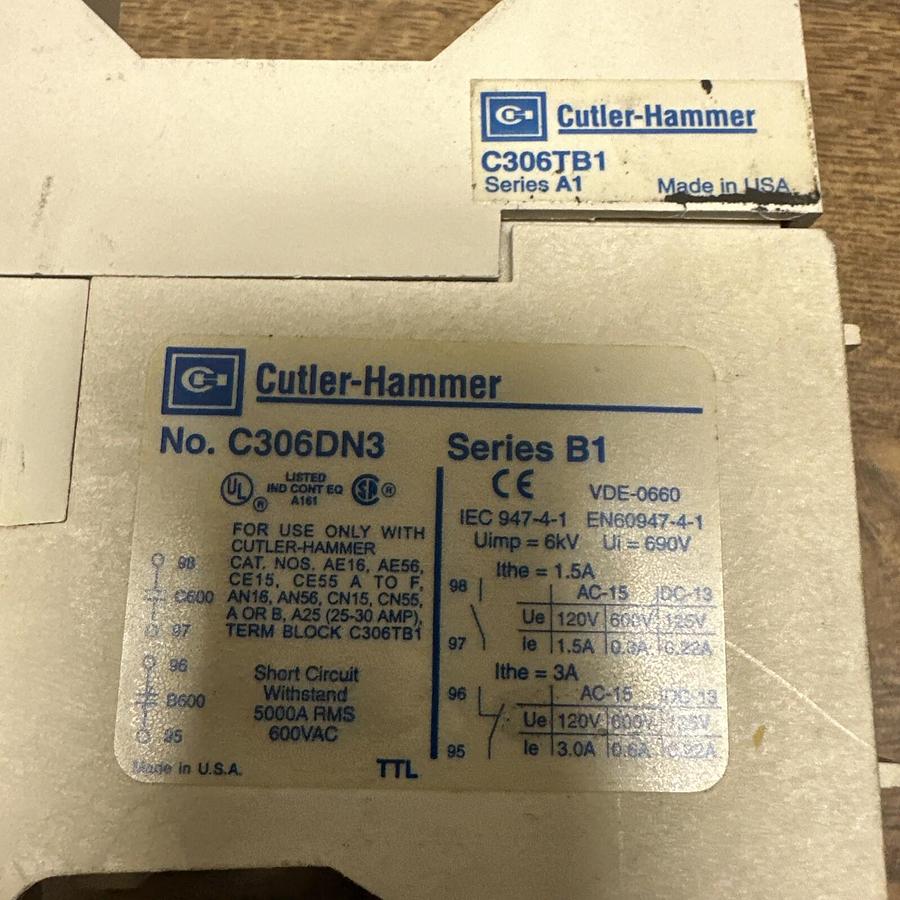 Cutler-Hammer
C306TB1
Series A1 Made in USA
Cutler-Hammer
No. C306DN3 Series B1
UL ® LISTED
IND CONT EQ
A161 SA ®
FOR USE ONLY WITH
CUTLER-HAMMER
CAT. NOS. AE16, AE56,
CE15, CE55 A TO F,
AN16, AN56, CN15, CN55,
A OR B, A25 (25-30 AMP),
TERM BLOCK C306TB1
98
C600
97
96
B600
95
Short Circuit
Withstand
5000A RMS
600VAC
Made in U.S.A.
TTL
CE VDE-0660
IEC 947-4-1 EN60947-4-1
Uimp = 6kV Ui = 690V
Ithe = 1.5A
98 AC-15 DC-13
Ue 120V 600V 125V
97 Ie 1.5A 0.3A 0.22A
Ithe = 3A
96 AC-15 DC-13
Ue 120V 600V 125V
95 Ie 3.0A 0.6A 0.22A